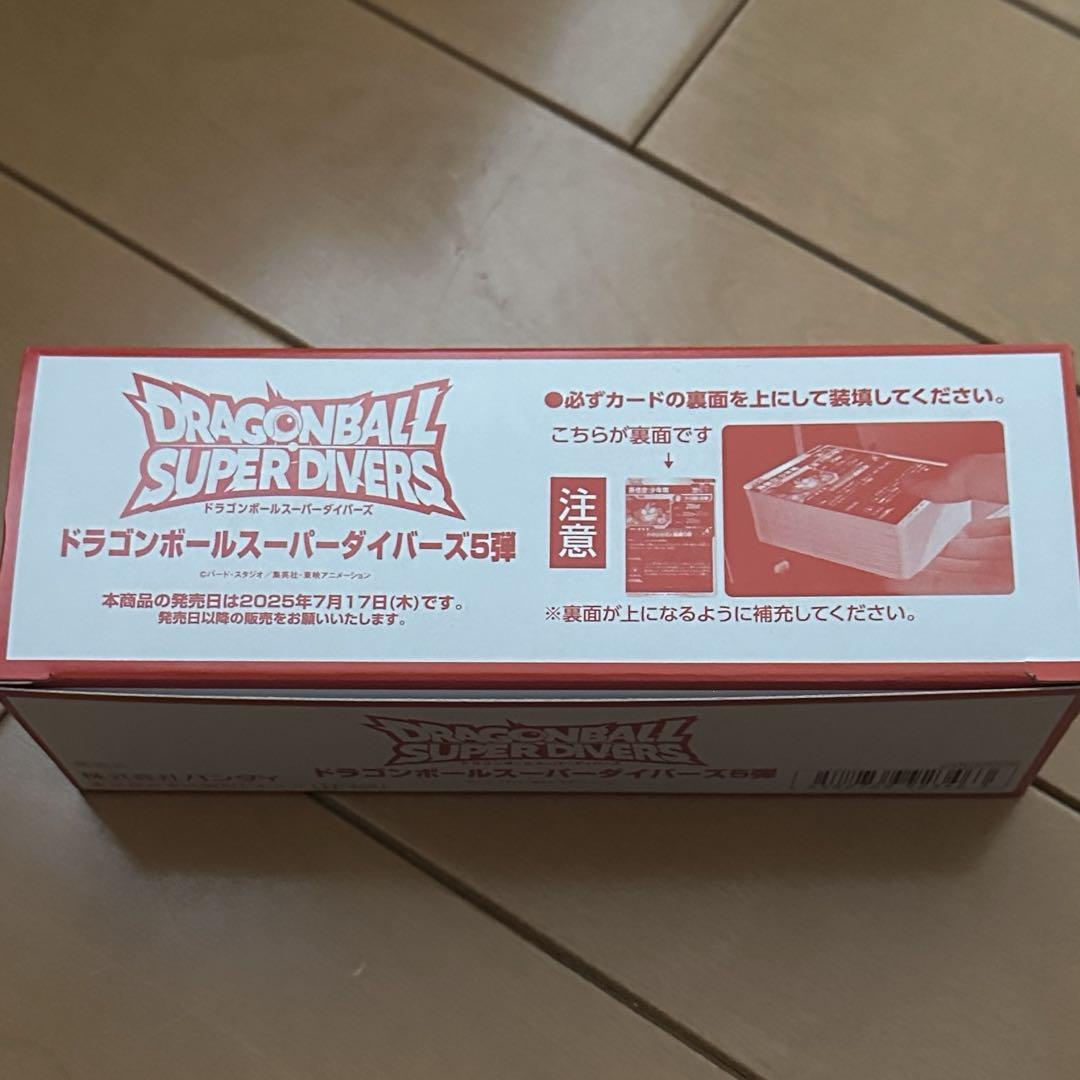 DRAGONBALL
SUPER DIVERS
ドラゴンボールスーパーダイバーズ
ドラゴンボールスーパーダイバーズ5弾
©バード・スタジオ/集英社・東映アニメーション
本商品の発売日は2025年7月17日(木)です。
発売日以降の販売をお願いいたします。
●必ずカードの裏面を上にして装填してください。
こちらが裏面です
↓
注意
孫悟空:少年期
※裏面が上になるように補充してください。
DRAGONBALL
SUPER DIVERS
ドラゴンボールスーパーダイバーズ5弾
株式会社バンダイ